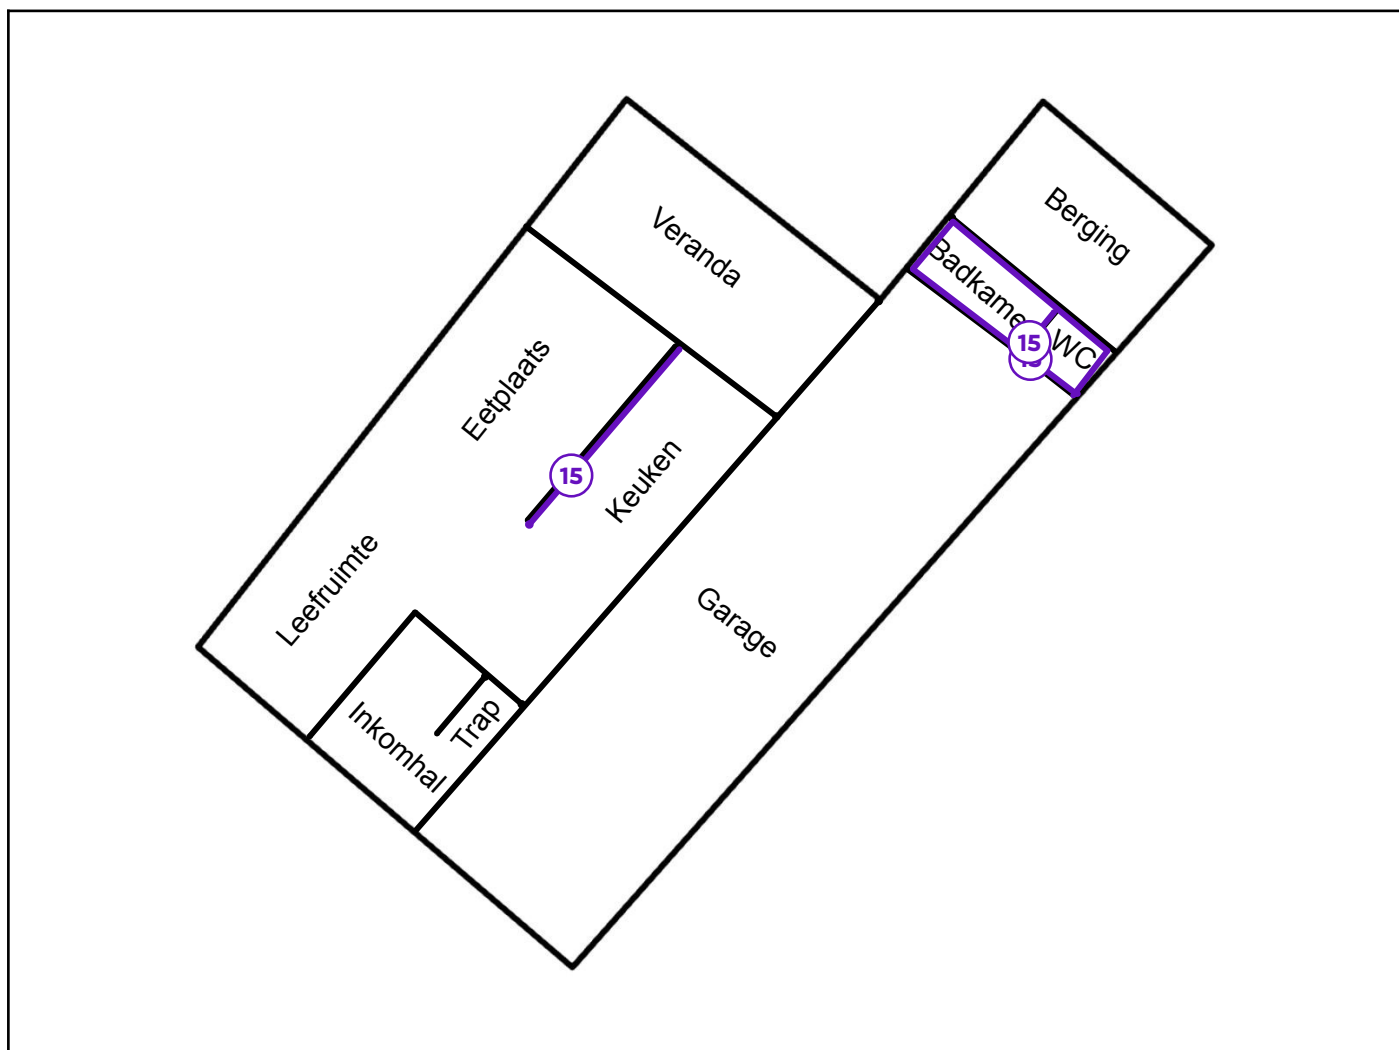 Veranda
Berging
Badkame
WC
15
Eetplaats
15
Keuken
Leefruimte
Garage
Inkomhal
Trap